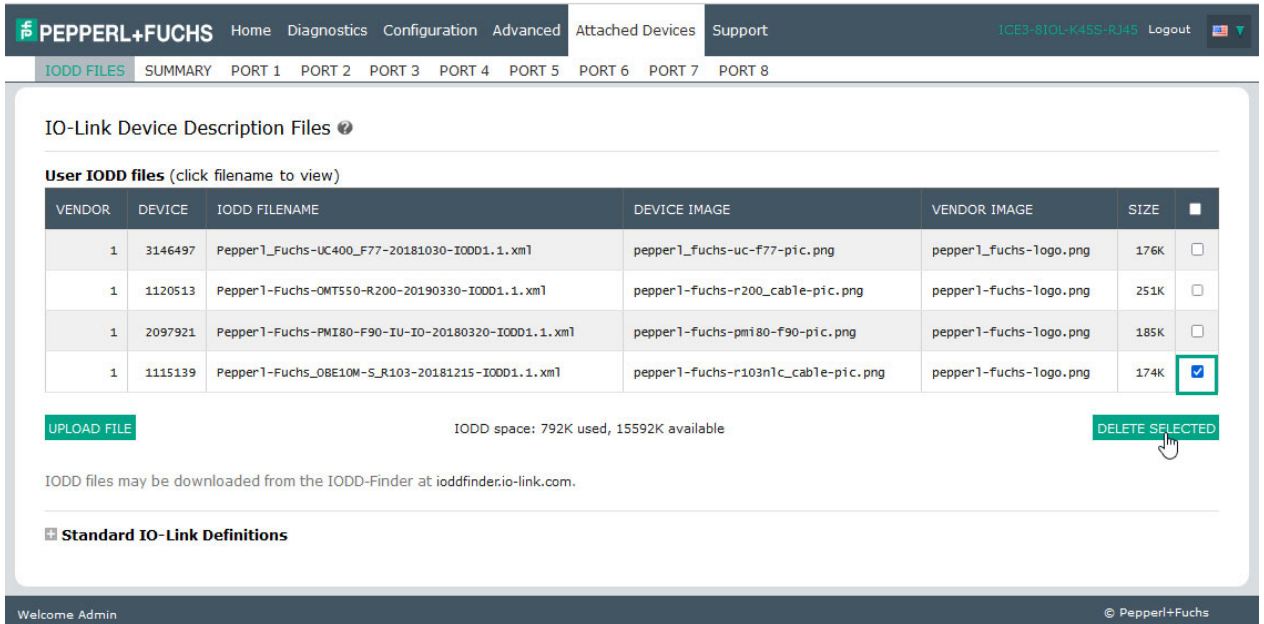 PEPPERL+FUCHS Home Diagnostics Configuration Advanced Attached Devices Support ICE3-8IOL-K45S-RJ45 Logout
IODD FILES SUMMARY PORT 1 PORT 2 PORT 3 PORT 4 PORT 5 PORT 6 PORT 7 PORT 8
IO-Link Device Description Files ?
User IODD files (click filename to view)
VENDOR DEVICE IODD FILENAME DEVICE IMAGE VENDOR IMAGE SIZE
1 3146497 Pepperl_Fuchs-UC400_F77-20181030-IODD1.1.xml pepperl_fuchs-uc-f77-pic.png pepperl_fuchs-logo.png 176K
1 1120513 Pepperl-Fuchs-OMT550-R200-20190330-IODD1.1.xml pepperl-fuchs-r200_cable-pic.png pepperl-fuchs-logo.png 251K
1 2097921 Pepperl-Fuchs-PMI80-F90-IU-IO-20180320-IODD1.1.xml pepperl-fuchs-pmi80-f90-pic.png pepperl-fuchs-logo.png 185K
1 1115139 Pepperl-Fuchs_OBE10M-S_R103-20181215-IODD1.1.xml pepperl-fuchs-r103nlc_cable-pic.png pepperl-fuchs-logo.png 174K
UPLOAD FILE IODD space: 792K used, 15592K available DELETE SELECTED
IODD files may be downloaded from the IODD-Finder at ioddfinder.io-link.com.
Standard IO-Link Definitions
Welcome Admin © Pepperl+Fuchs